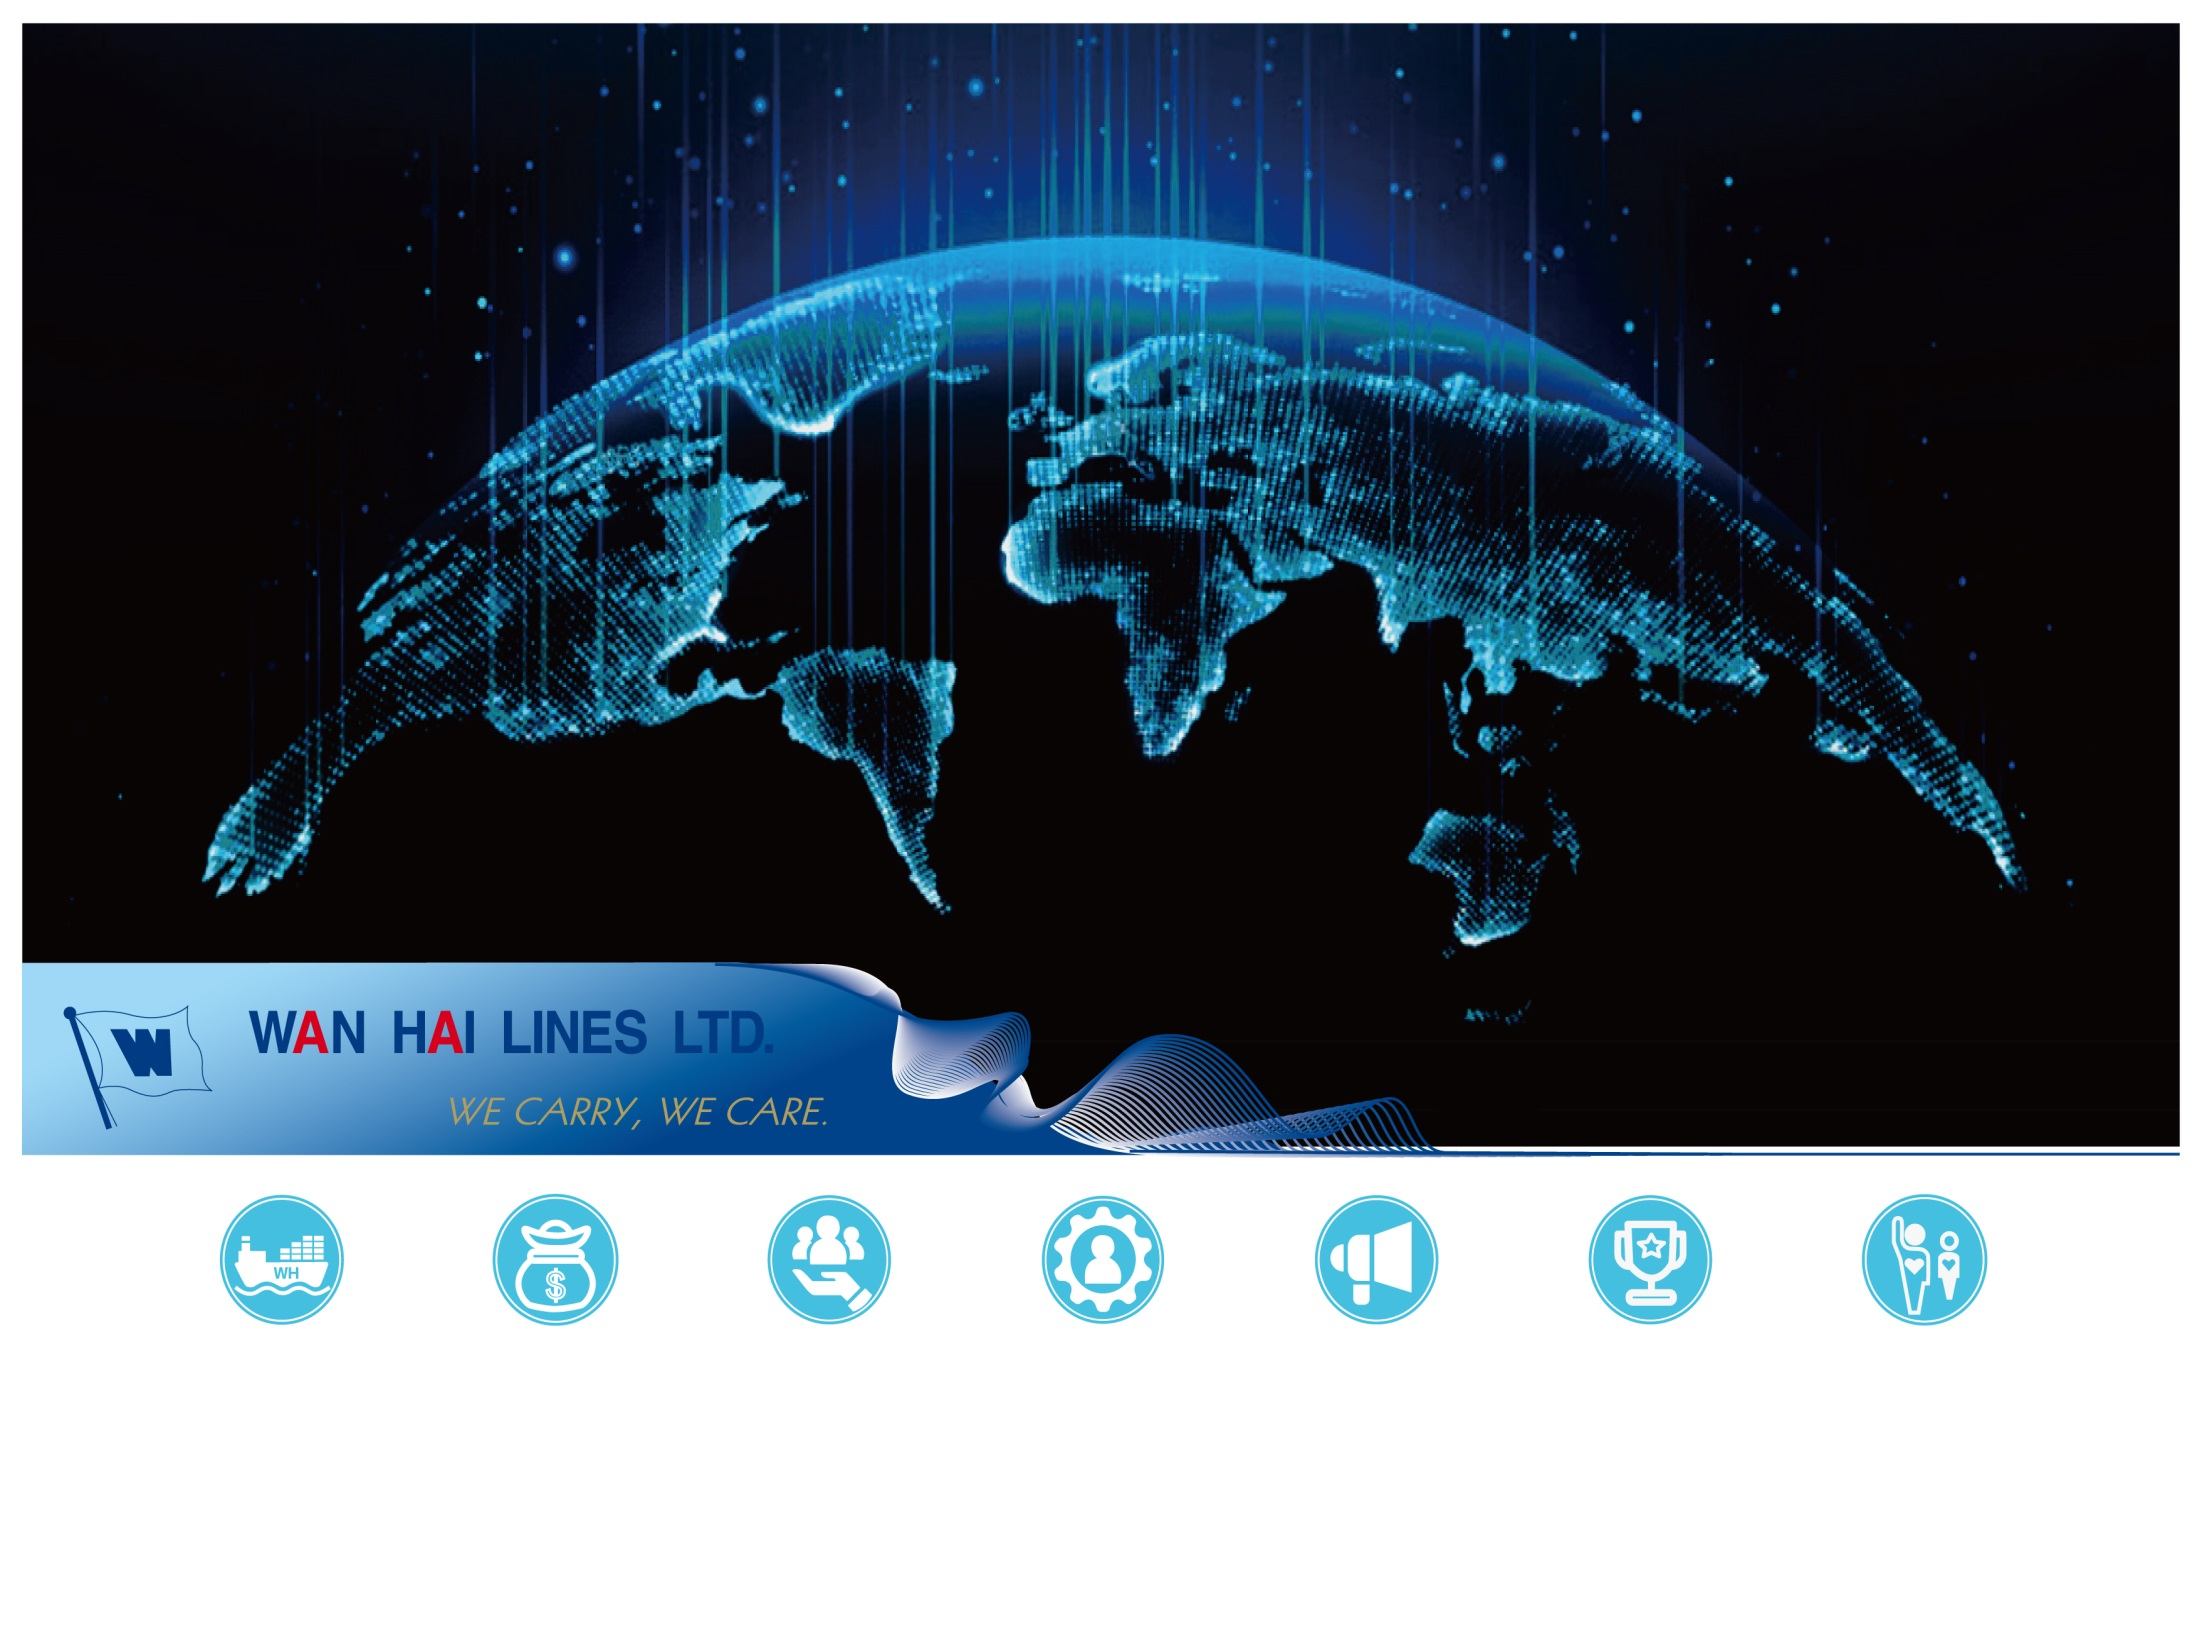 W
WAN HAI LINES LTD.
WE CARRY, WE CARE.
WH
$